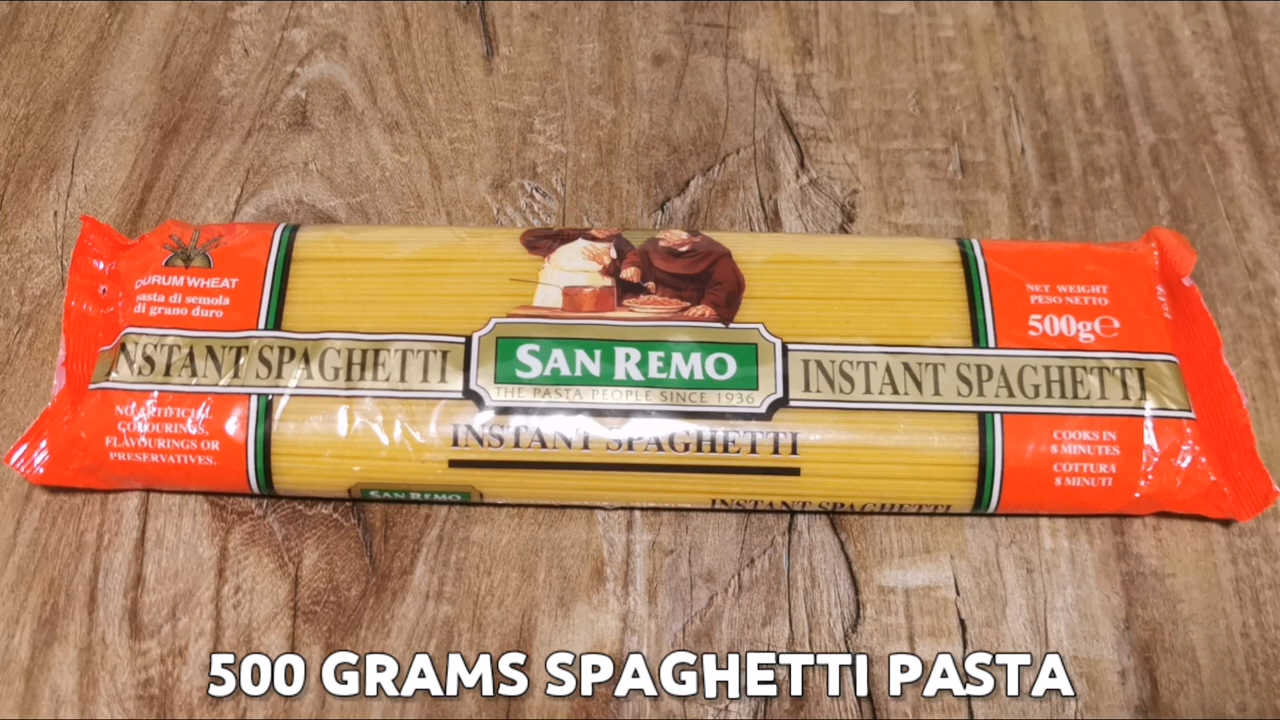 DURUM WHEAT
pasta di semola
di grano duro
INSTANT SPAGHETTI
NO ARTIFICIAL
COLOURINGS,
FLAVOURINGS OR
PRESERVATIVES.
SAN REMO
THE PASTA PEOPLE SINCE 1936
INSTANT SPAGHETTI
SAN REMO
INSTANT SPAGHETTI
NET WEIGHT
PESO NETTO
500g℮
INSTANT SPAGHETTI
COOKS IN
8 MINUTES
COTTURA
8 MINUTI
500 GRAMS SPAGHETTI PASTA